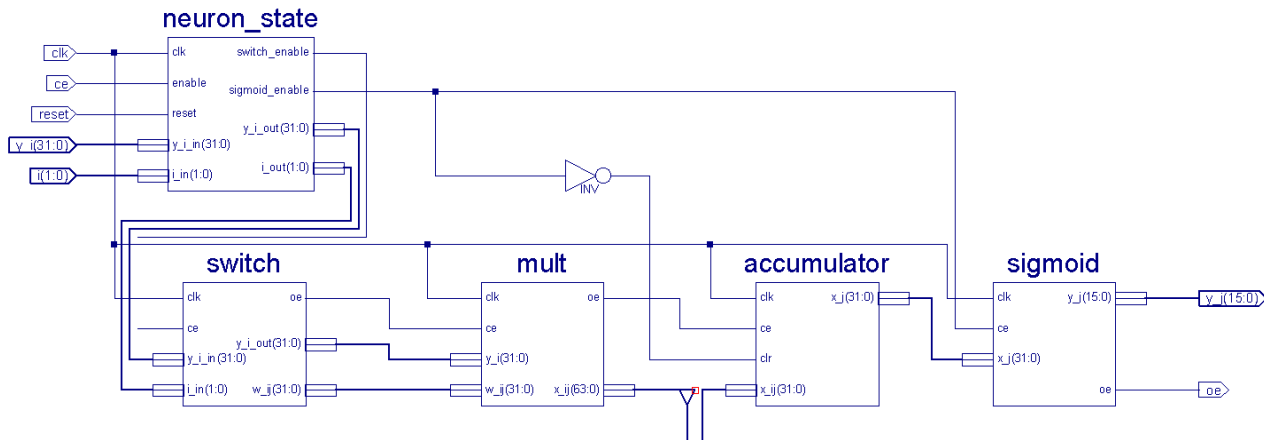 neuron_state
clk
ce
reset
y_i(31:0)
i(1:0)
clk
enable
reset
y_i_in(31:0)
i_in(1:0)
switch_enable
sigmoid_enable
y_i_out(31:0)
i_out(1:0)
INV
switch
clk
ce
y_i_in(31:0)
i_in(1:0)
oe
y_i_out(31:0)
w_ij(31:0)
mult
clk
ce
y_i(31:0)
w_ij(31:0)
oe
x_ij(63:0)
accumulator
clk
ce
clr
x_ij(31:0)
x_j(31:0)
sigmoid
clk
ce
x_j(31:0)
y_j(15:0)
oe
y_j(15:0)
oe